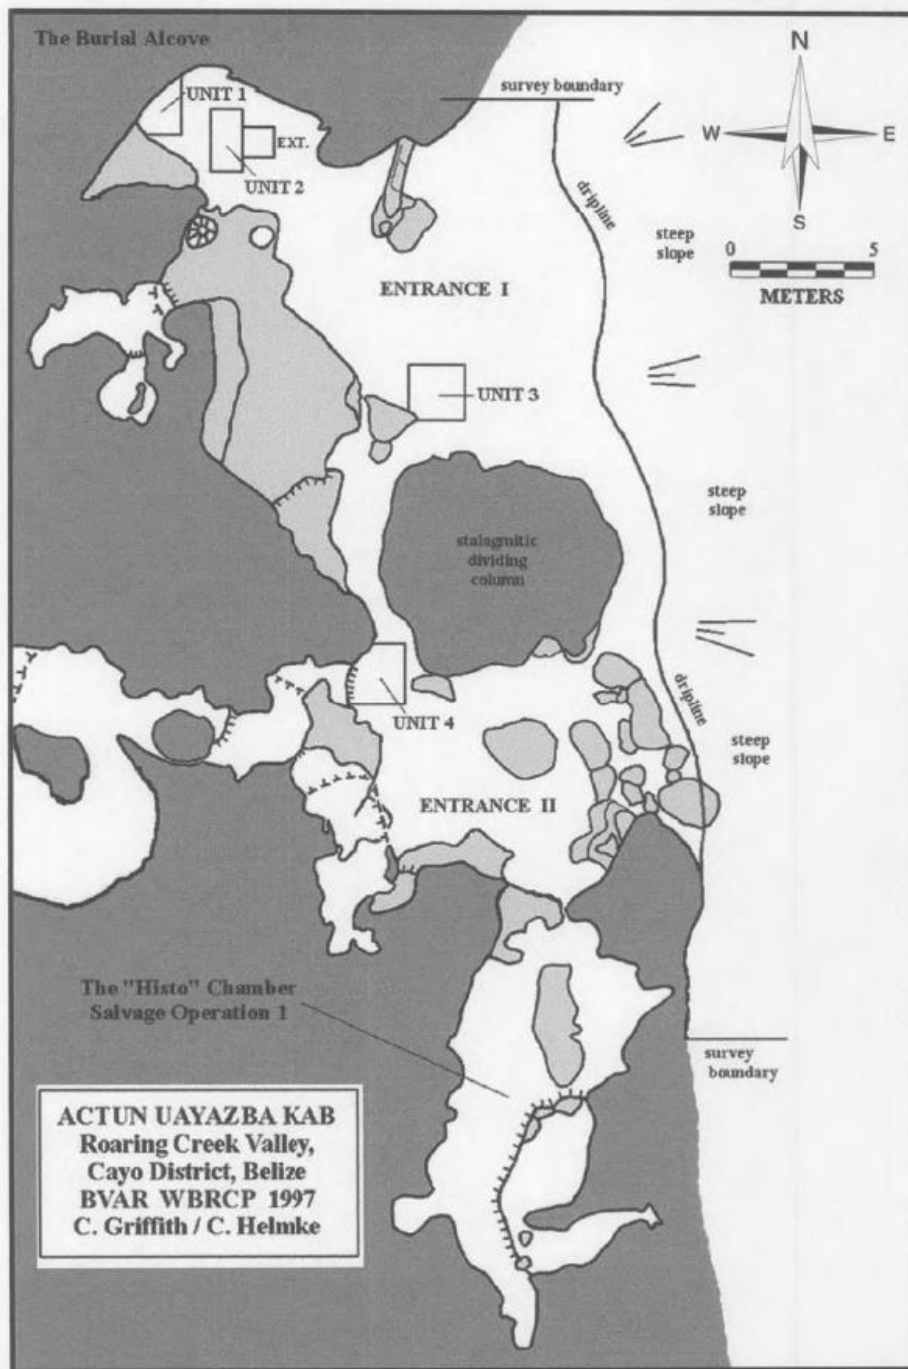 The Burial Alcove
UNIT 1
EXT.
UNIT 2
survey boundary
N
W
E
S
dripline
steep
slope
0
5
METERS
ENTRANCE I
UNIT 3
steep
slope
stalagmitic
dividing
column
UNIT 4
dripline
steep
slope
ENTRANCE II
The "Histo" Chamber
Salvage Operation 1
survey
boundary
ACTUN UAYAZBA KAB
Roaring Creek Valley,
Cayo District, Belize
BVAR WBRCP 1997
C. Griffith / C. Helmke